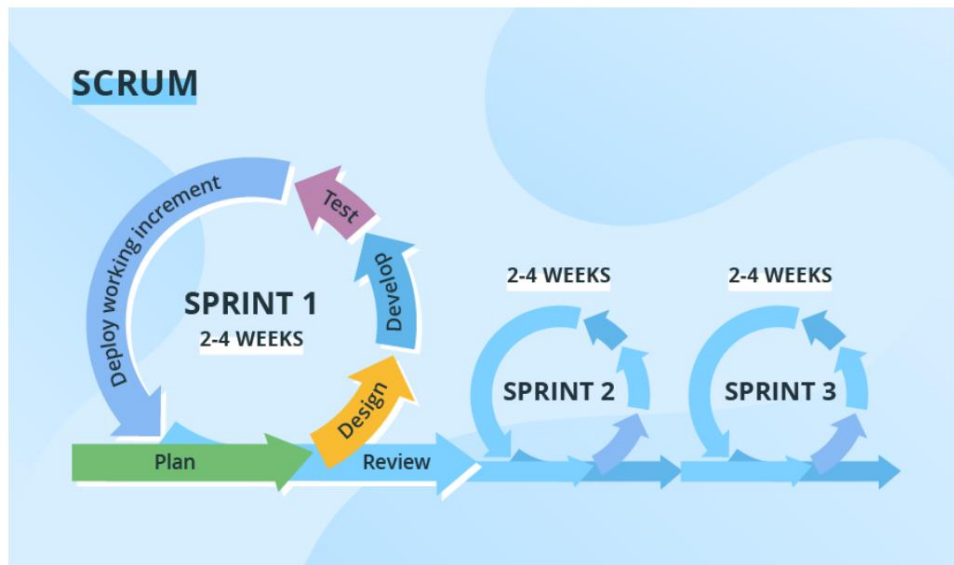 SCRUM
Deploy working increment
Test
Develop
Design
SPRINT 1
2-4 WEEKS
Plan
Review
2-4 WEEKS
SPRINT 2
2-4 WEEKS
SPRINT 3